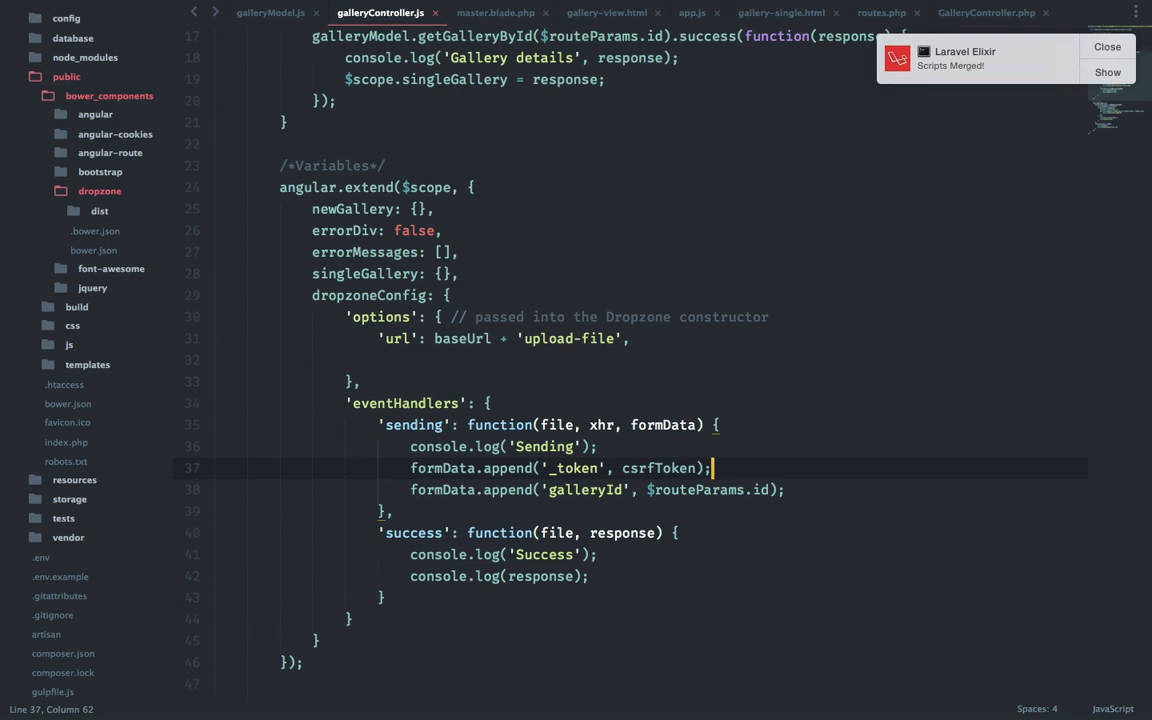 config
database
node_modules
public
bower_components
angular
angular-cookies
angular-route
bootstrap
dropzone
dist
.bower.json
bower.json
font-awesome
jquery
build
css
js
templates
.htaccess
bower.json
favicon.ico
index.php
robots.txt
resources
storage
tests
vendor
.env
.env.example
.gitattributes
.gitignore
artisan
composer.json
composer.lock
gulpfile.js
galleryModel.js ×
galleryController.js ×
master.blade.php ×
gallery-view.html ×
app.js ×
gallery-single.html ×
routes.php ×
GalleryController.php ×
Laravel Elixir
Scripts Merged!
Close
Show
17 galleryModel.getGalleryById($routeParams.id).success(function(response) {
18 console.log('Gallery details', response);
19 $scope.singleGallery = response;
20 });
21 }
22
23 /*Variables*/
24 angular.extend($scope, {
25 newGallery: {},
26 errorDiv: false,
27 errorMessages: [],
28 singleGallery: {},
29 dropzoneConfig: {
30 'options': { // passed into the Dropzone constructor
31 'url': baseUrl + 'upload-file',
32
33 },
34 'eventHandlers': {
35 'sending': function(file, xhr, formData) {
36 console.log('Sending');
37 formData.append('_token', csrfToken);
38 formData.append('galleryId', $routeParams.id);
39 },
40 'success': function(file, response) {
41 console.log('Success');
42 console.log(response);
43 }
44 }
45 }
46 });
47
Line 37, Column 62
Spaces: 4
JavaScript